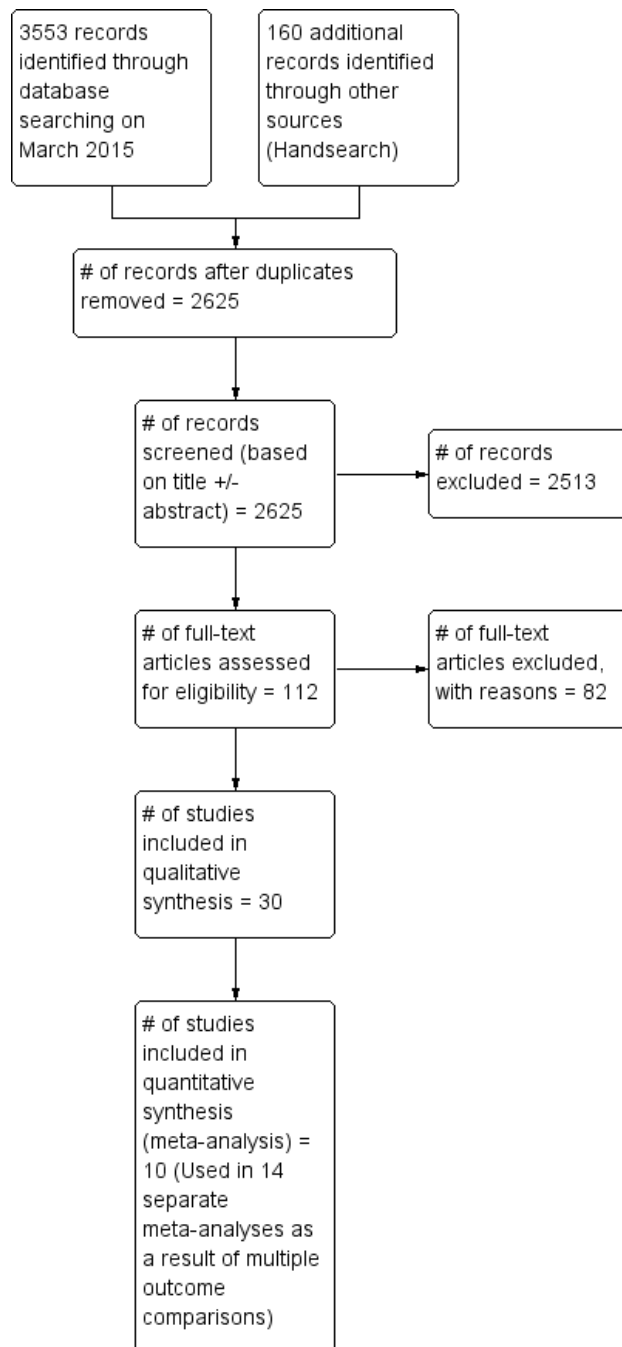 3553 records
identified through
database
searching on
March 2015
160 additional
records identified
through other
sources
(Handsearch)
# of records after duplicates
removed = 2625
# of records
screened (based
on title +/-
abstract) = 2625
# of records
excluded = 2513
# of full-text
articles assessed
for eligibility = 112
# of full-text
articles excluded,
with reasons = 82
# of studies
included in
qualitative
synthesis = 30
# of studies
included in
quantitative
synthesis
(meta-analysis) =
10 (Used in 14
separate
meta-analyses as
a result of multiple
outcome
comparisons)